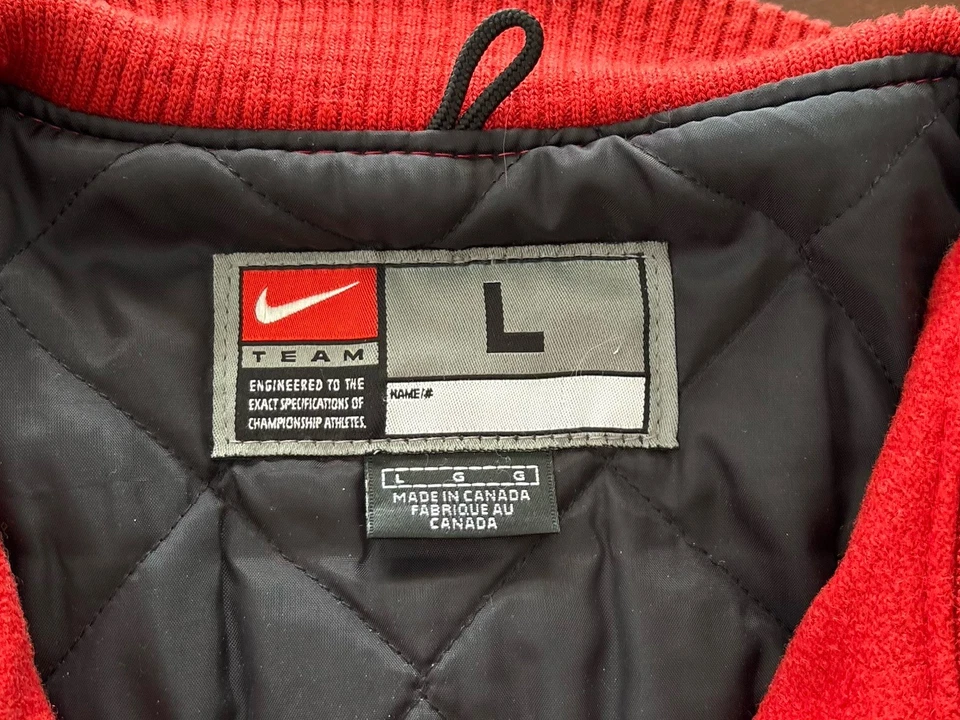 TEAM
ENGINEERED TO THE
EXACT SPECIFICATIONS OF
CHAMPIONSHIP ATHLETES.
L
NAME/#
L G G
MADE IN CANADA
FABRIQUE AU
CANADA